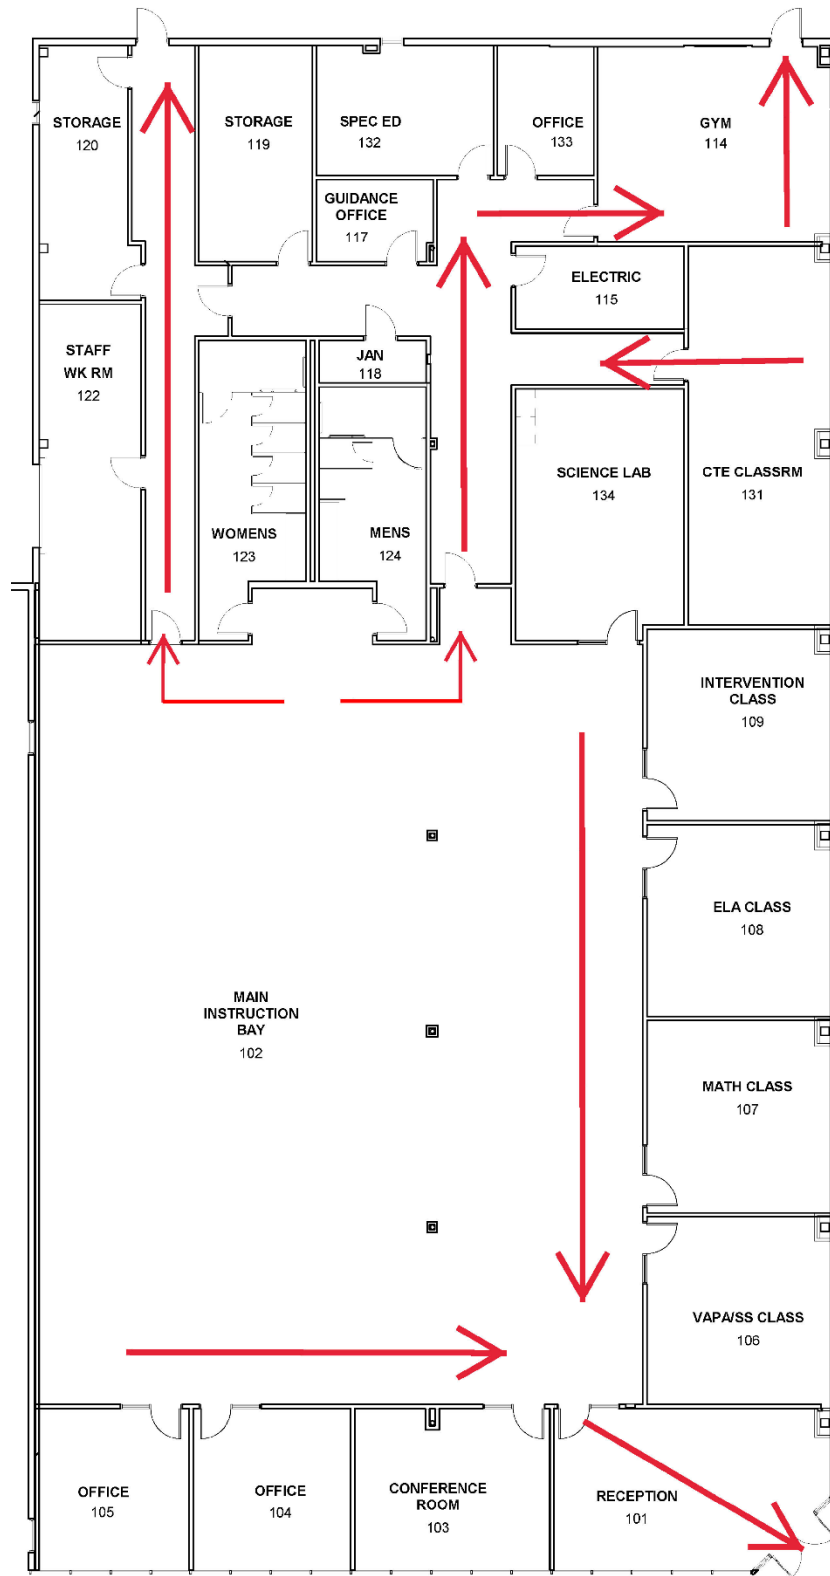 STORAGE
120
STORAGE
119
SPEC ED
132
OFFICE
133
GYM
114
GUIDANCE
OFFICE
117
ELECTRIC
115
STAFF
WK RM
122
JAN
118
WOMENS
123
MENS
124
SCIENCE LAB
134
CTE CLASSRM
131
INTERVENTION
CLASS
109
ELA CLASS
108
MAIN
INSTRUCTION
BAY
102
MATH CLASS
107
VAPA/SS CLASS
106
OFFICE
105
OFFICE
104
CONFERENCE
ROOM
103
RECEPTION
101